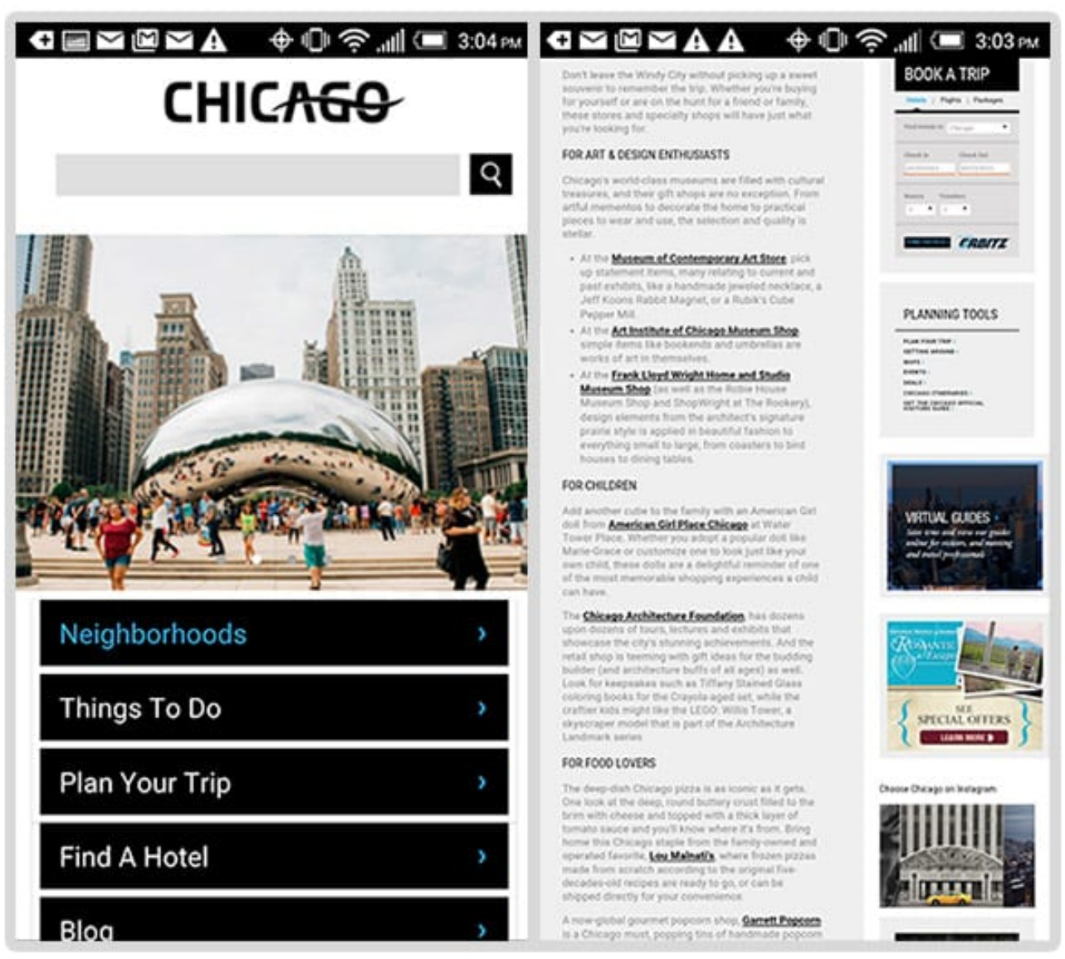 3:04 PM
CHICAGO
Neighborhoods
Things To Do
Plan Your Trip
Find A Hotel
Blog
3:03 PM
Don't leave the Windy City without picking up a sweet
souvenir to remember the trip. Whether you're buying
for yourself or are on the hunt for a friend or family,
these stores and specialty shops will have just what
you're looking for.
FOR ART & DESIGN ENTHUSIASTS
Chicago's world-class museums are filled with cultural
treasures, and their gift shops are no exception. From
artful mementos to decorate the home to practical
pieces to wear and use, the selection and quality is
stellar.
• At the Museum of Contemporary Art Store, pick
up statement items, many relating to current and
past exhibits, like a handmade jeweled necklace, a
Jeff Koons Rabbit Magnet, or a Rubik's Cube
Pepper Mill.
• At the Art Institute of Chicago Museum Shop,
simple items like bookends and umbrellas are
works of art in themselves.
• At the Frank Lloyd Wright Home and Studio
Museum Shop (as well as the Robie House
Museum Shop and ShopWright at The Rookery),
design elements from the architect's signature
prairie style is applied in beautiful fashion to
everything small to large, from coasters to bird
houses to dining tables.
FOR CHILDREN
Add another cutie to the family with an American Girl
doll from American Girl Place Chicago at Water
Tower Place. Whether you adopt a popular doll like
Marie-Grace or customize one to look just like your
own child, these dolls are a delightful reminder of one
of the most memorable shopping experiences a child
can have.
The Chicago Architecture Foundation, has dozens
upon dozens of tours, lectures and exhibits that
showcase the city's stunning achievements. And the
retail shop is teeming with gift ideas for the budding
builder (and architecture buffs of all ages) as well.
Look for keepsakes such as Tiffany Stained Glass
coloring books for the Crayola-aged set, while the
craftier kids might like the LEGO: Willis Tower, a
skyscraper model that is part of the Architecture
Landmark series
FOR FOOD LOVERS
The deep-dish Chicago pizza is as iconic as it gets.
One look at the deep, round buttery crust filled to the
brim with cheese and topped with a thick layer of
tomato sauce and you'll know where it's from. Bring
home this Chicago staple from the family-owned and
operated favorite, Lou Malnati's, where frozen pizzas
made from scratch according to the original five-
decades-old recipes are ready to go, or can be
shipped directly for your convenience.
A now-global gourmet popcorn shop, Garrett Popcorn
is a Chicago must, popping tins of handmade popcorn
BOOK A TRIP
Hotels | Flights | Packages
Chicago
Check in Check out
Rooms Travelers
ORBITZ
PLANNING TOOLS
PLAN YOUR TRIP ›
GETTING AROUND ›
MAPS ›
EVENTS ›
DEALS ›
CHICAGO ITINERARIES ›
GET THE CHICAGO OFFICIAL
VISITORS GUIDE ›
VIRTUAL GUIDES
Save time and view our guides
online for visitors, and meeting
and travel professionals
ROMANTIC
SEE
SPECIAL OFFERS
LEARN MORE
Choose Chicago on Instagram